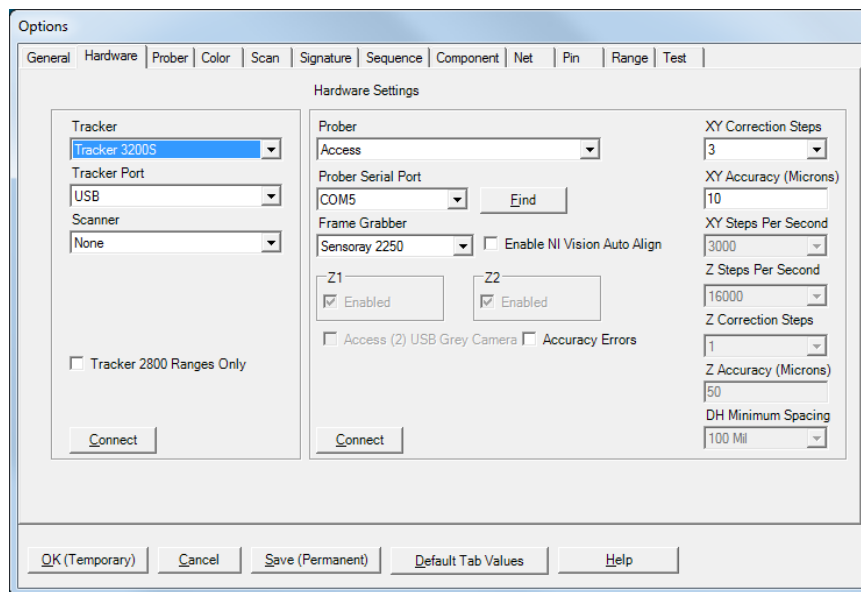 Options
General Hardware Prober Color Scan Signature Sequence Component Net Pin Range Test
Hardware Settings
Tracker
Tracker 3200S
Tracker Port
USB
Scanner
None
Tracker 2800 Ranges Only
Connect
Prober
Access
Prober Serial Port
COM5
Find
Frame Grabber
Sensoray 2250
Enable NI Vision Auto Align
Z1
Enabled
Z2
Enabled
Access (2) USB Grey Camera
Accuracy Errors
Connect
XY Correction Steps
3
XY Accuracy (Microns)
10
XY Steps Per Second
3000
Z Steps Per Second
16000
Z Correction Steps
1
Z Accuracy (Microns)
50
DH Minimum Spacing
100 Mil
OK (Temporary) Cancel Save (Permanent) Default Tab Values Help